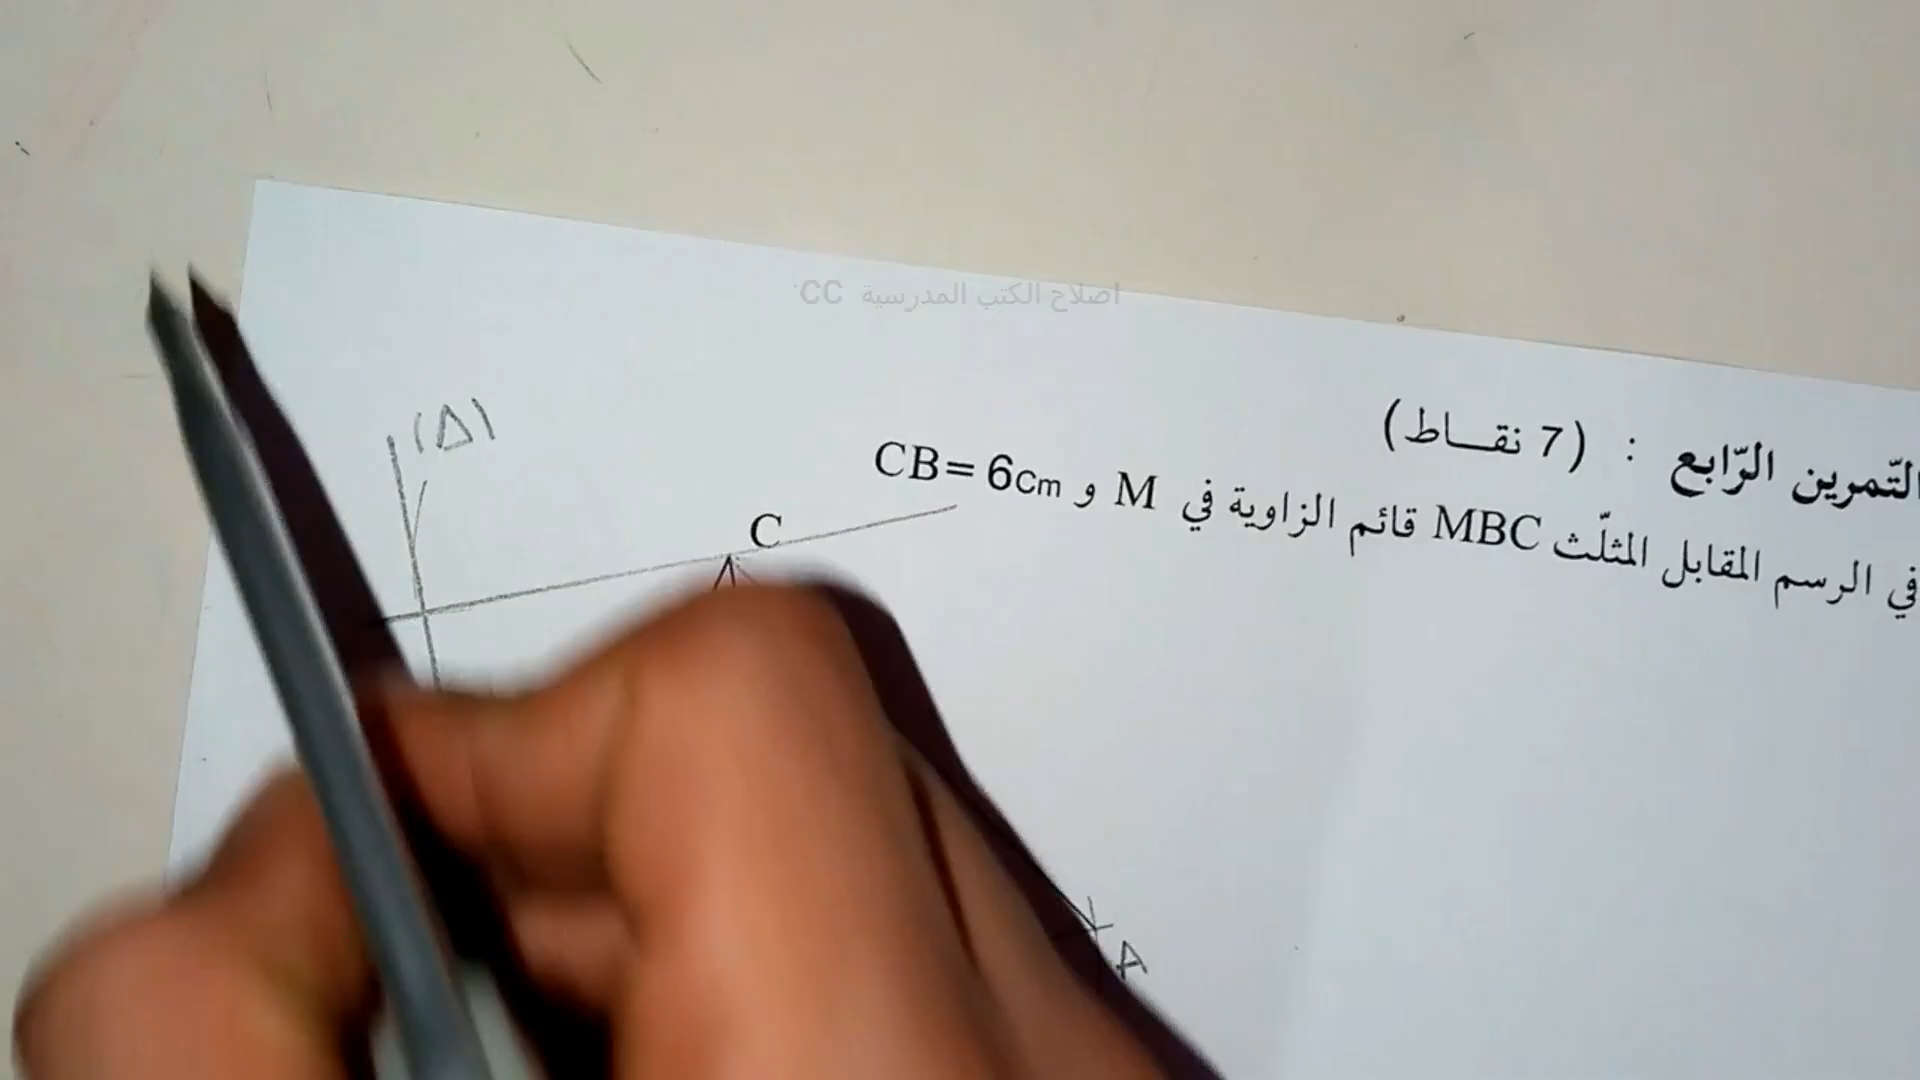 اصلاح الكتب المدرسية CC
التّمرين الرّابع : (7 نقـــاط)
في الرسم المقابل المثلّث MBC قائم الزاوية في M و CB= 6cm
(Δ)
C
A